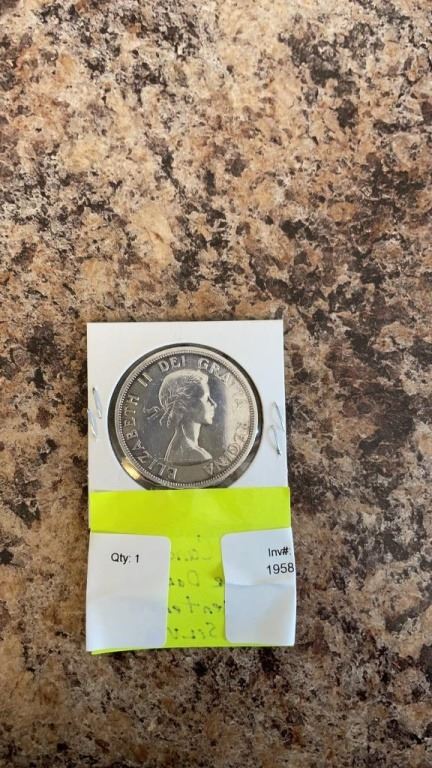 ELIZABETH II DEI GRATIA REGINA
Qty: 1
Inv#:
1958